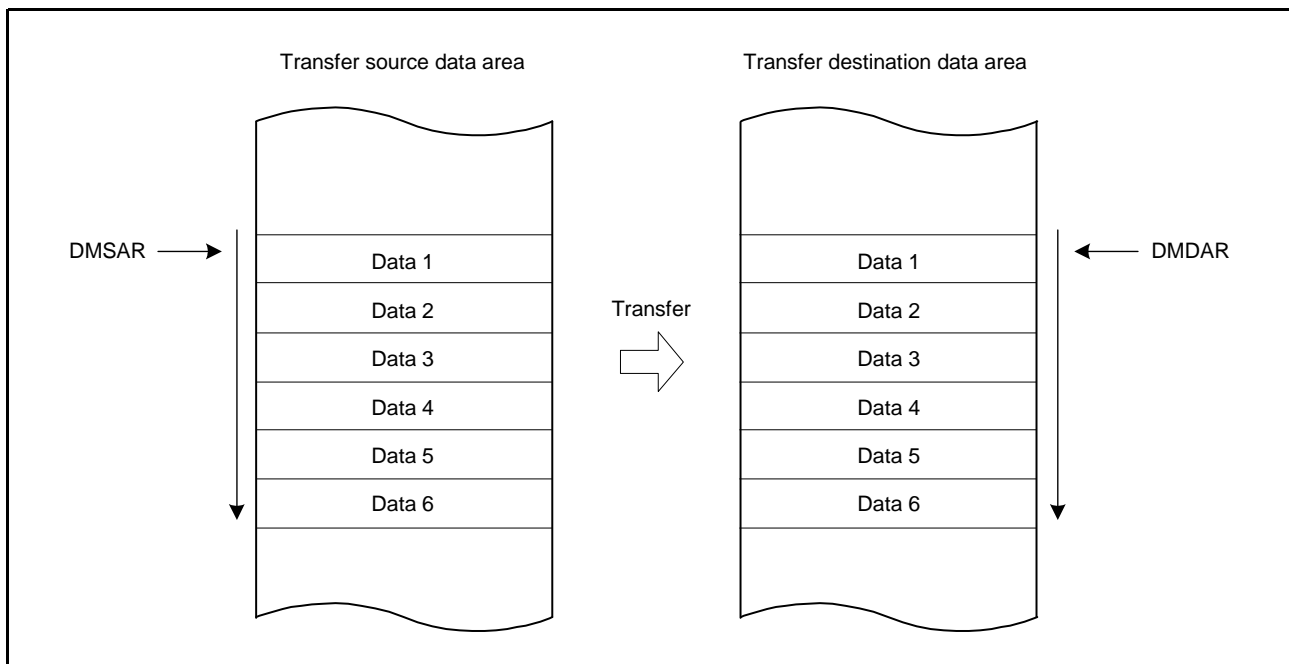 Transfer source data area
Transfer destination data area
DMSAR
Data 1
Data 2
Data 3
Data 4
Data 5
Data 6
Transfer
Data 1
Data 2
Data 3
Data 4
Data 5
Data 6
DMDAR